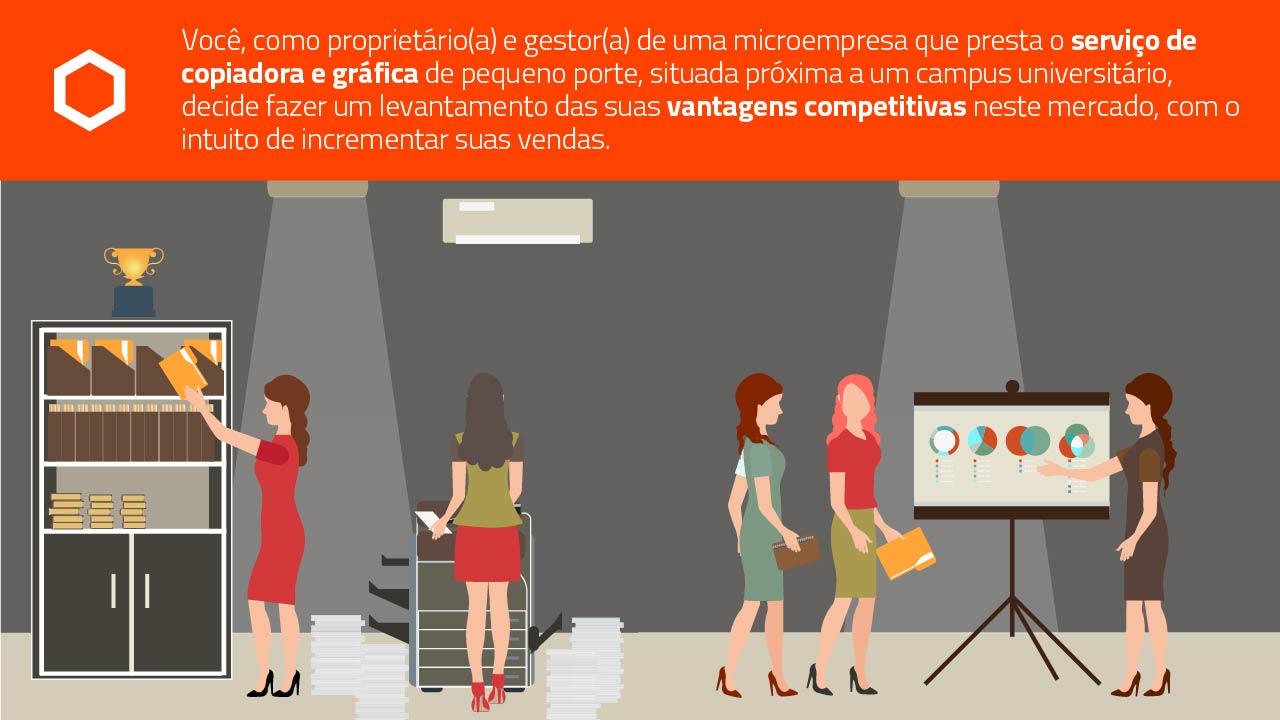 Você, como proprietário(a) e gestor(a) de uma microempresa que presta o serviço de
copiadora e gráfica de pequeno porte, situada próxima a um campus universitário,
decide fazer um levantamento das suas vantagens competitivas neste mercado, com o
intuito de incrementar suas vendas.